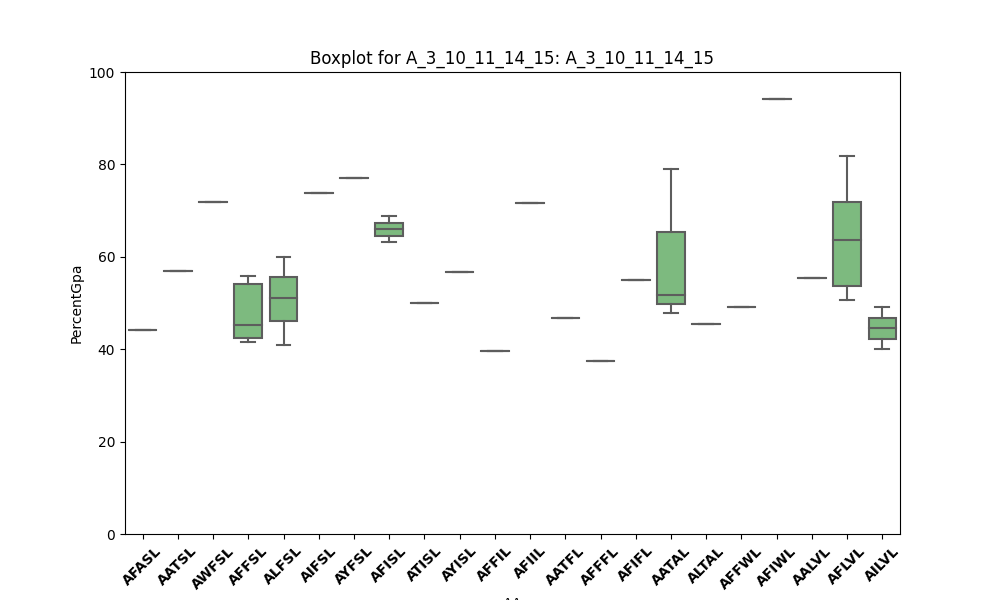 Boxplot for A_3_10_11_14_15: A_3_10_11_14_15
PercentGpa
100
80
60
40
20
0
AFASL
AATSL
AWFSL
AFFSL
ALFSL
AIFSL
AYFSL
AFISL
ATISL
AYISL
AFFIL
AFIIL
AATFL
AFFFL
AFIFL
AATAL
ALTAL
AFFWL
AFIWL
AALVL
AFLVL
AILVL